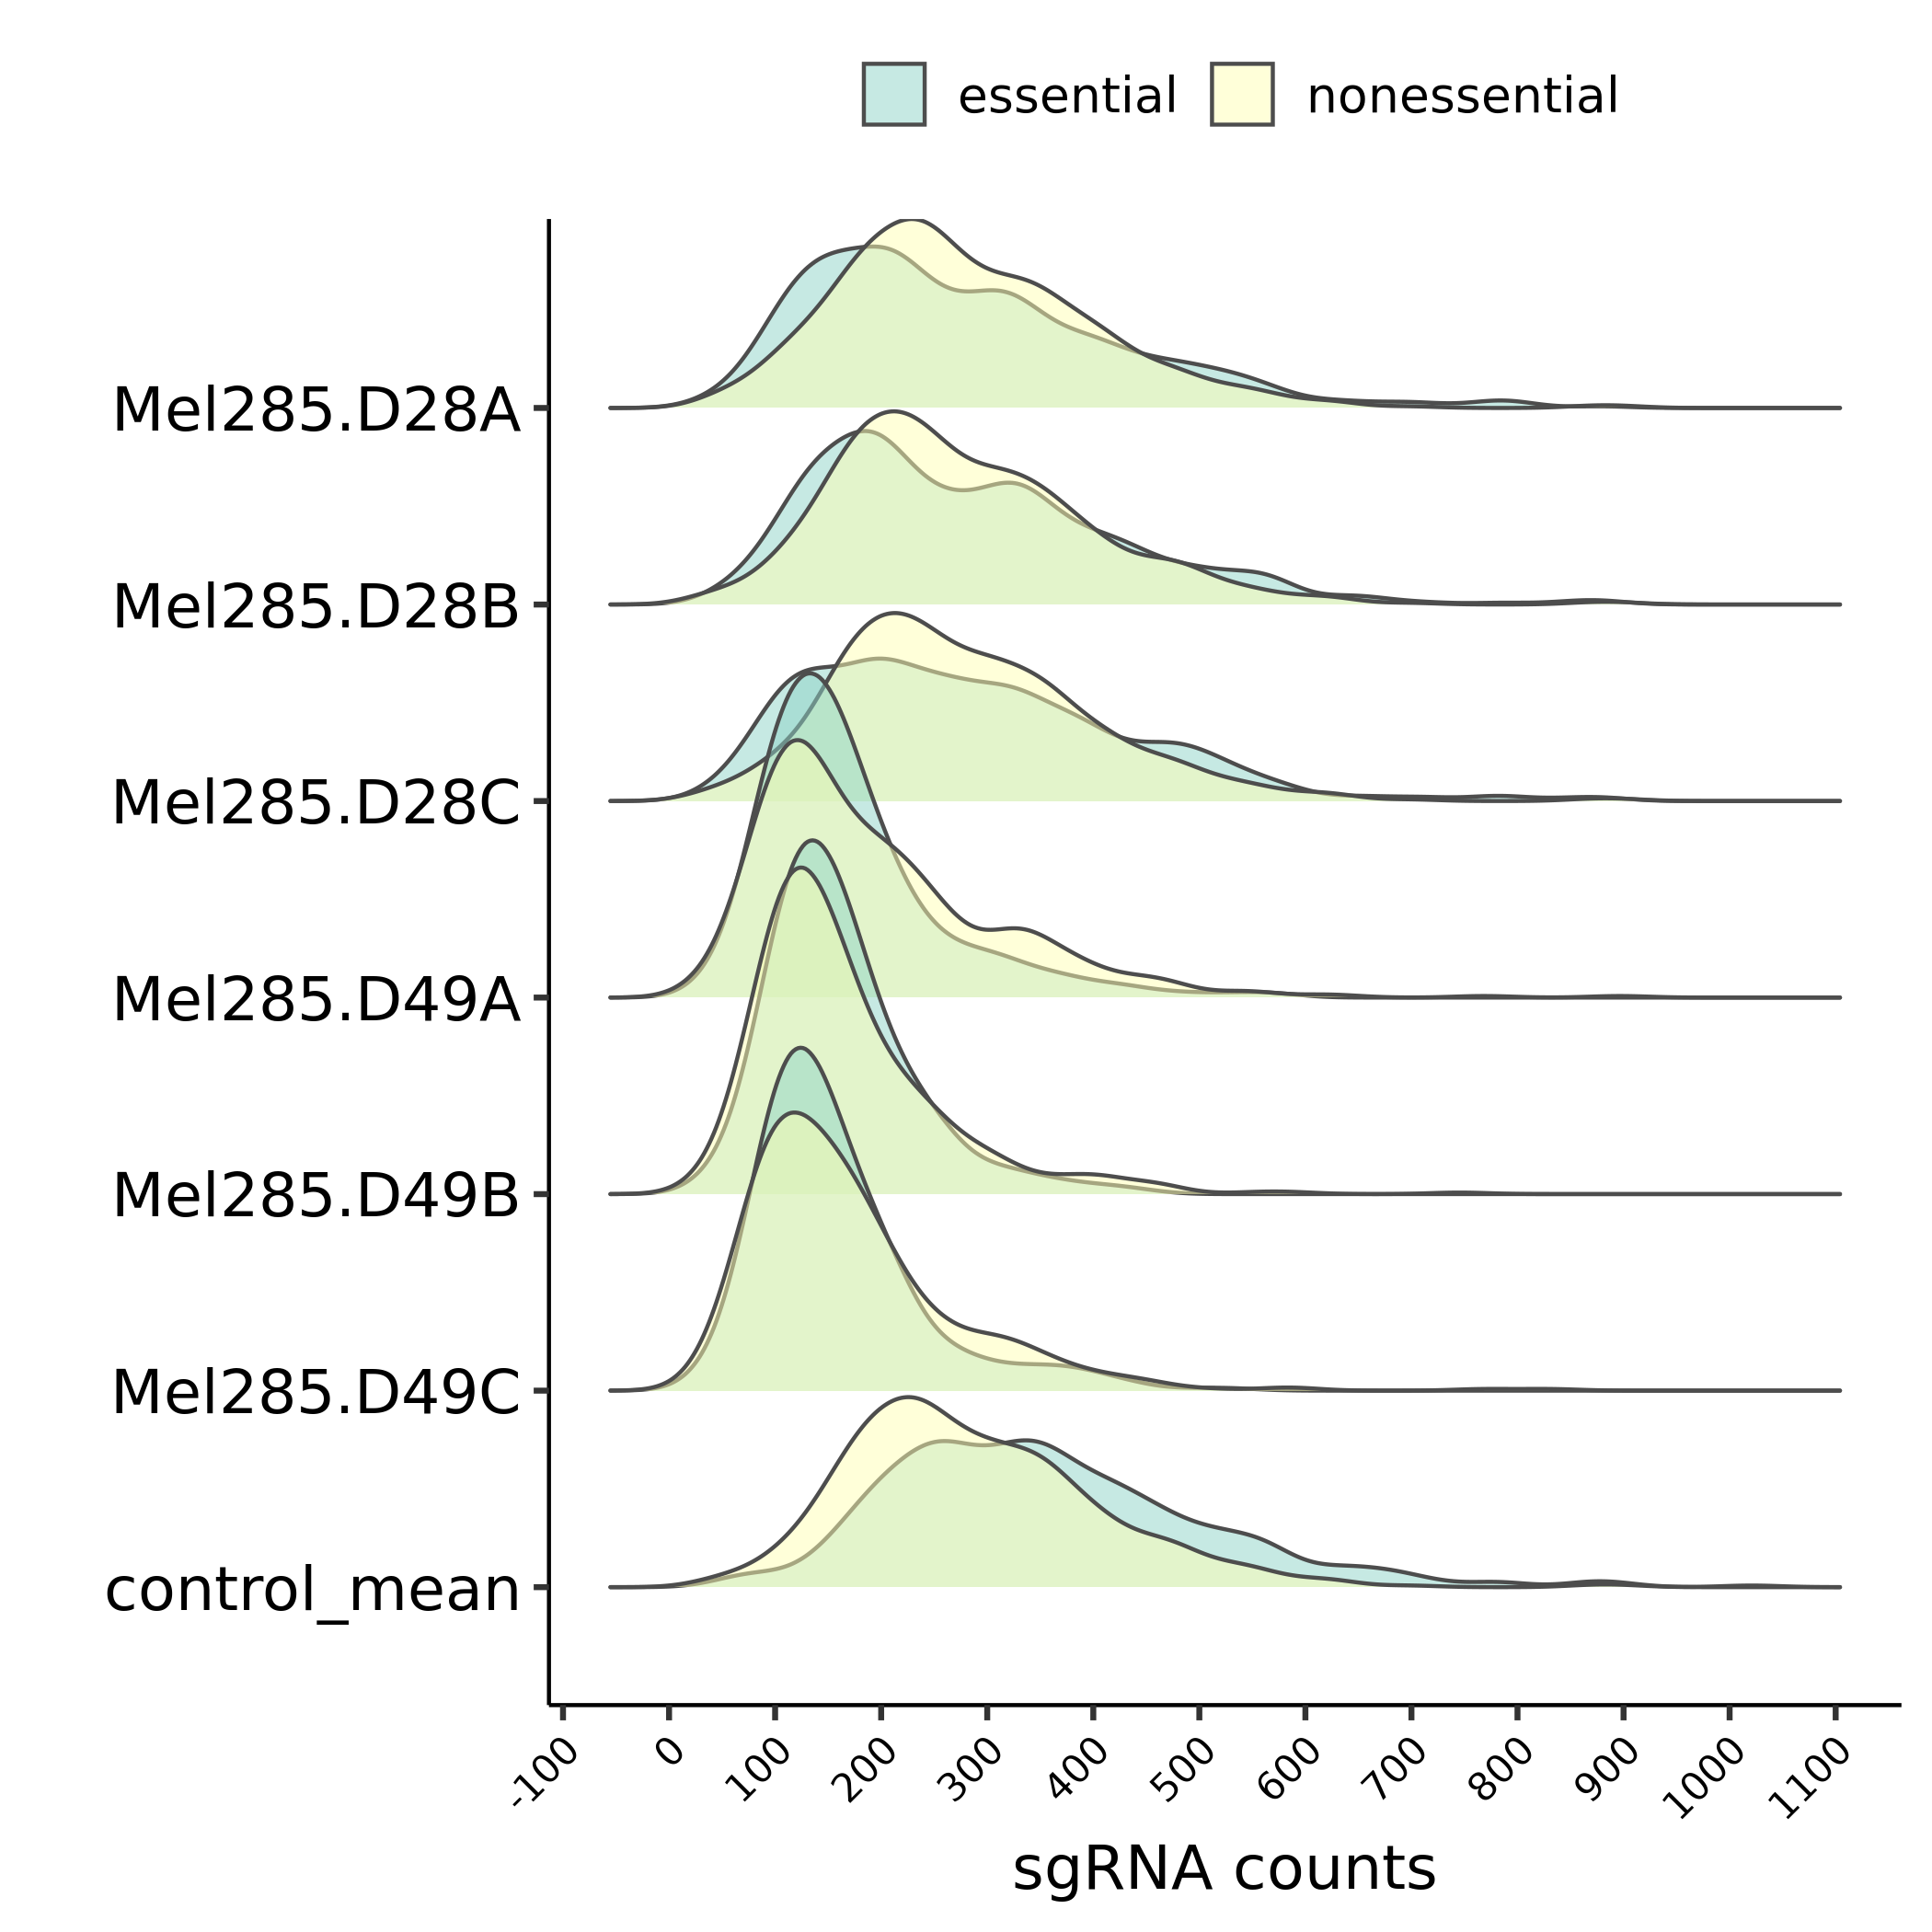 essential nonessential
Mel285.D28A
Mel285.D28B
Mel285.D28C
Mel285.D49A
Mel285.D49B
Mel285.D49C
control_mean
-100 0 100 200 300 400 500 600 700 800 900 1000 1100
sgRNA counts